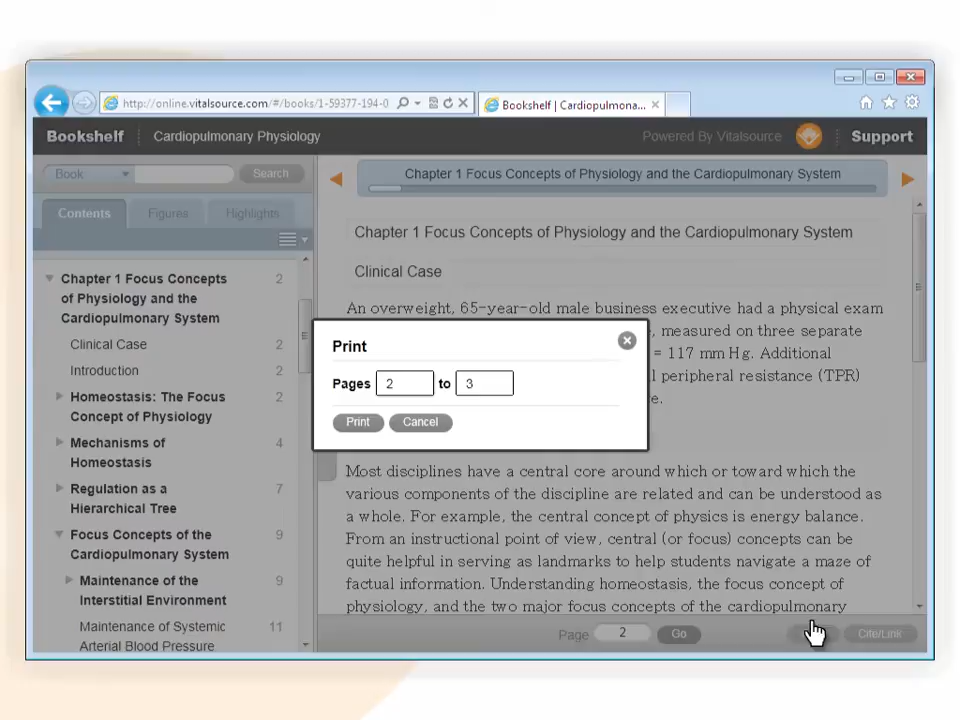 http://online.vitalsource.com/#/books/1-59377-194-0
Bookshelf | Cardiopulmona...
Bookshelf
Cardiopulmonary Physiology
Powered By Vitalsource
Support
Book
Search
Contents
Figures
Highlights
Chapter 1 Focus Concepts 2
of Physiology and the
Cardiopulmonary System
Clinical Case 2
Introduction 2
Homeostasis: The Focus 2
Concept of Physiology
Mechanisms of 4
Homeostasis
Regulation as a 7
Hierarchical Tree
Focus Concepts of the 9
Cardiopulmonary System
Maintenance of the 9
Interstitial Environment
Maintenance of Systemic 11
Arterial Blood Pressure
Chapter 1 Focus Concepts of Physiology and the Cardiopulmonary System
Chapter 1 Focus Concepts of Physiology and the Cardiopulmonary System
Clinical Case
An overweight, 65-year-old male business executive had a physical exam
, measured on three separate
= 117 mm Hg. Additional
l peripheral resistance (TPR)
e.
Print
Pages 2 to 3
Print Cancel
Most disciplines have a central core around which or toward which the
various components of the discipline are related and can be understood as
a whole. For example, the central concept of physics is energy balance.
From an instructional point of view, central (or focus) concepts can be
quite helpful in serving as landmarks to help students navigate a maze of
factual information. Understanding homeostasis, the focus concept of
physiology, and the two major focus concepts of the cardiopulmonary
Page 2 Go
Cite/Link